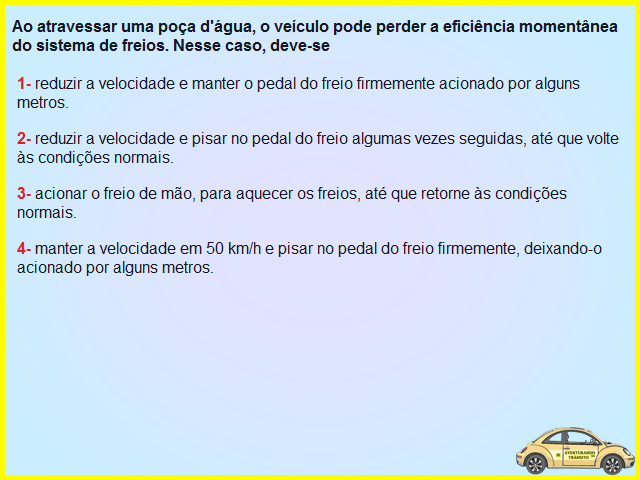 Ao atravessar uma poça d'água, o veículo pode perder a eficiência momentânea
do sistema de freios. Nesse caso, deve-se
1- reduzir a velocidade e manter o pedal do freio firmemente acionado por alguns
metros.
2- reduzir a velocidade e pisar no pedal do freio algumas vezes seguidas, até que volte
às condições normais.
3- acionar o freio de mão, para aquecer os freios, até que retorne às condições
normais.
4- manter a velocidade em 50 km/h e pisar no pedal do freio firmemente, deixando-o
acionado por alguns metros.
AVENTURANDO
TRÂNSITO